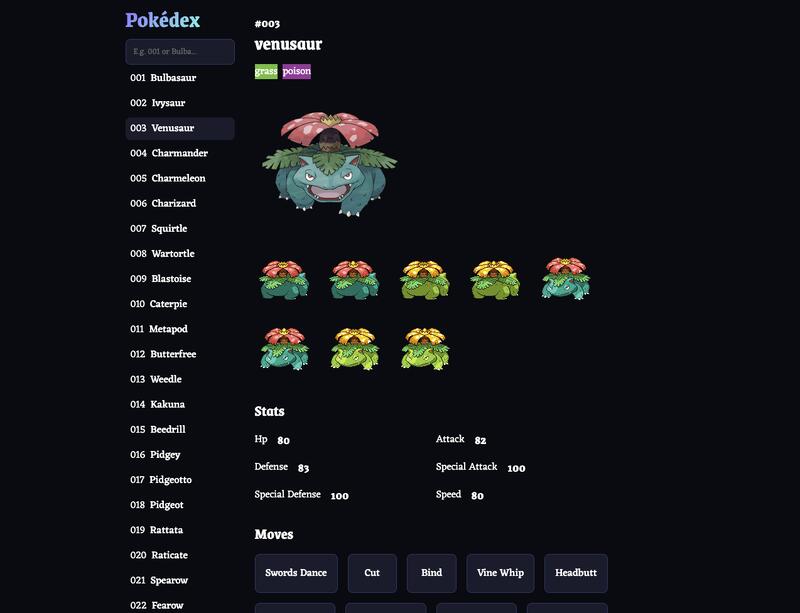 Pokédex
E.g. 001 or Bulba...
001 Bulbasaur
002 Ivysaur
003 Venusaur
004 Charmander
005 Charmeleon
006 Charizard
007 Squirtle
008 Wartortle
009 Blastoise
010 Caterpie
011 Metapod
012 Butterfree
013 Weedle
014 Kakuna
015 Beedrill
016 Pidgey
017 Pidgeotto
018 Pidgeot
019 Rattata
020 Raticate
021 Spearow
022 Fearow
#003
venusaur
grass poison
Stats
Hp 80 Attack 82
Defense 83 Special Attack 100
Special Defense 100 Speed 80
Moves
Swords Dance Cut Bind Vine Whip Headbutt